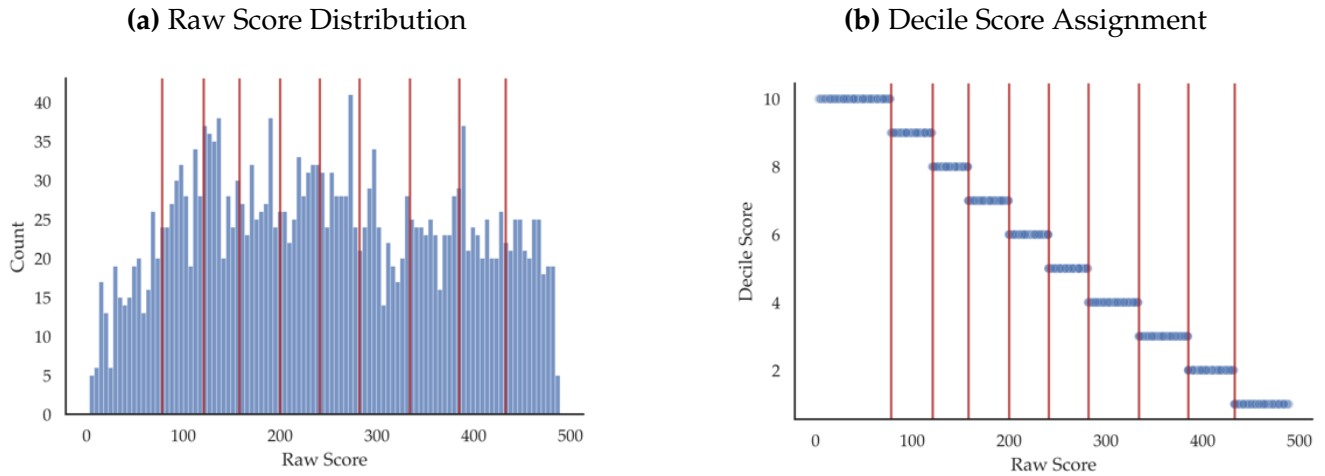 (a) Raw Score Distribution
40
35
30
25
20
15
10
5
0
Count
0 100 200 300 400 500
Raw Score
(b) Decile Score Assignment
10
8
6
4
2
Decile Score
0 100 200 300 400 500
Raw Score